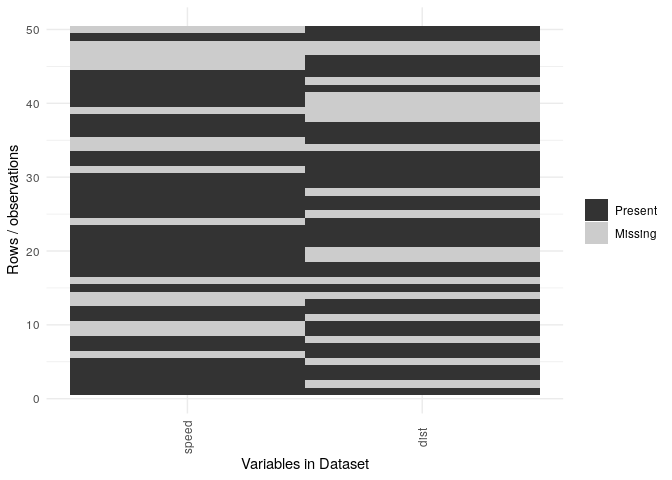 50
40
30
20
10
0
Rows / observations
speed
dist
Variables in Dataset
Present
Missing